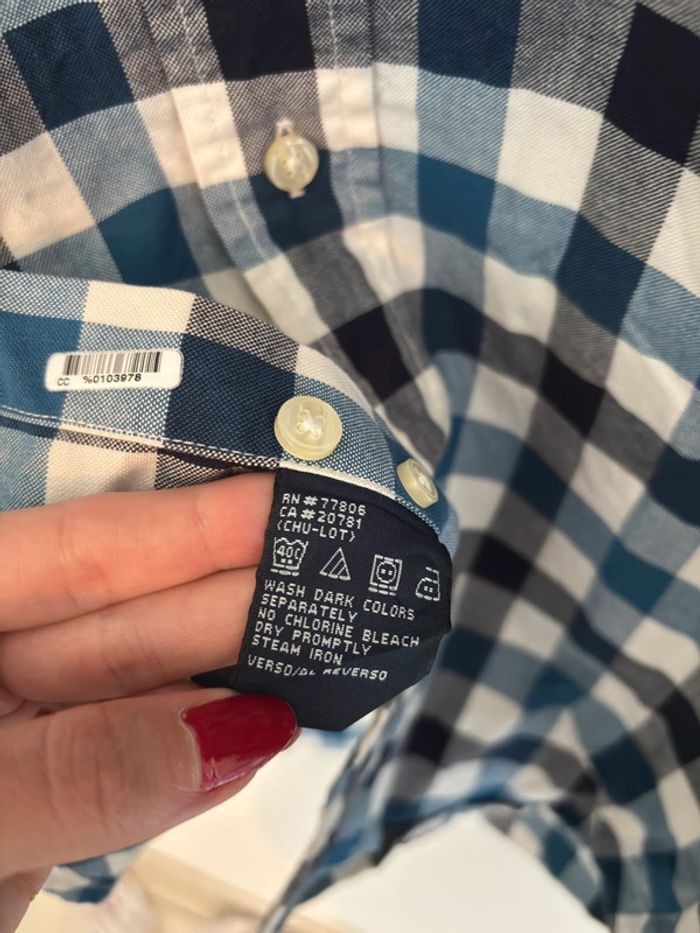 CC %0103978
RN#77806
CA#20781
(CHU-LOT)
40C
WASH DARK COLORS
SEPARATELY
NO CHLORINE BLEACH
DRY PROMPTLY
STEAM IRON
VERSO/AL REVERSO